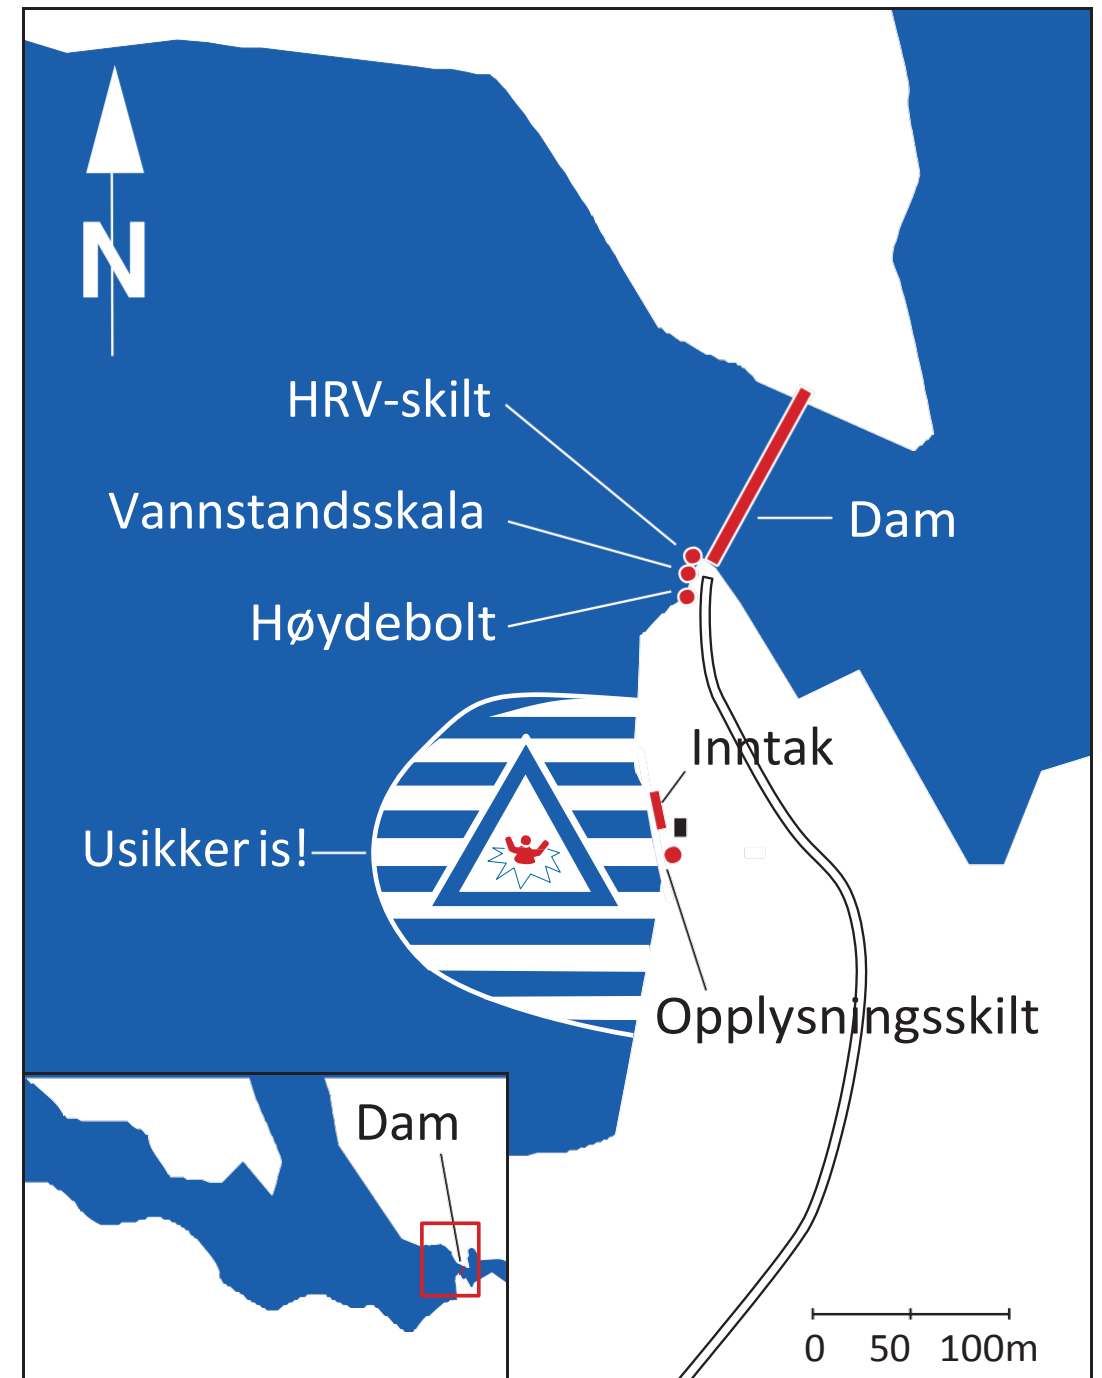 N
HRV-skilt
Vannstandsskala
Dam
Høydebolt
Inntak
Usikker is!
Opplysningsskilt
Dam
0 50 100m